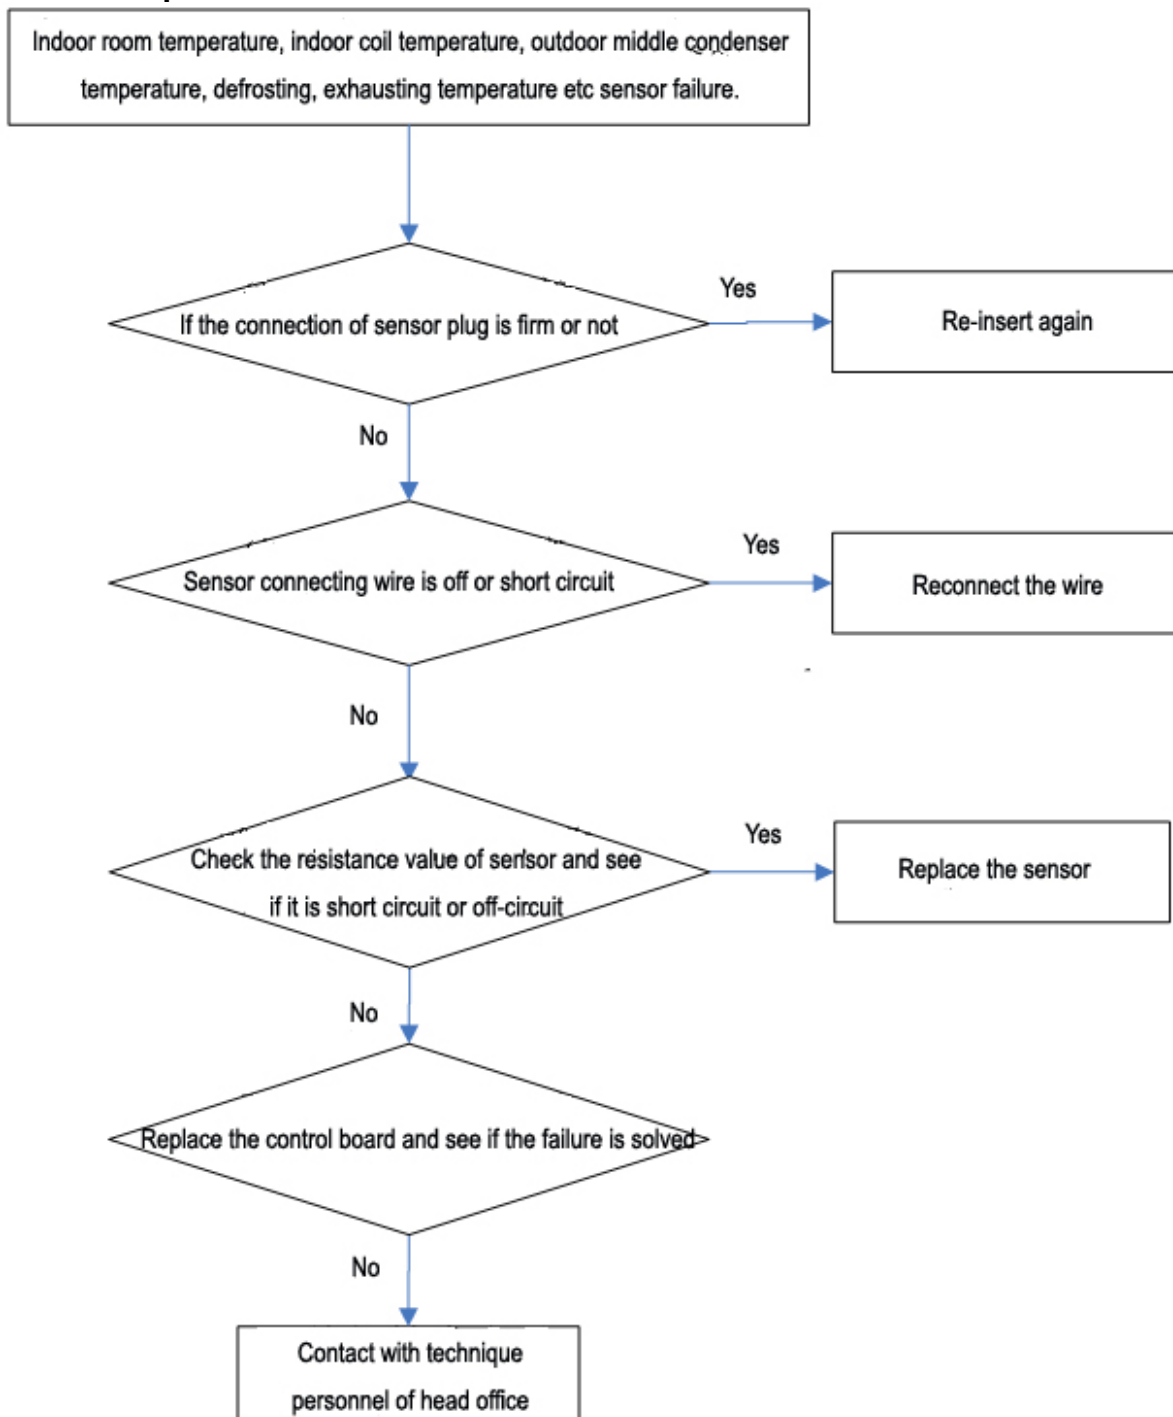 Indoor room temperature, indoor coil temperature, outdoor middle condenser
temperature, defrosting, exhausting temperature etc sensor failure.
If the connection of sensor plug is firm or not
Yes
Re-insert again
No
Sensor connecting wire is off or short circuit
Yes
Reconnect the wire
No
Check the resistance value of sensor and see
if it is short circuit or off-circuit
Yes
Replace the sensor
No
Replace the control board and see if the failure is solved
No
Contact with technique
personnel of head office